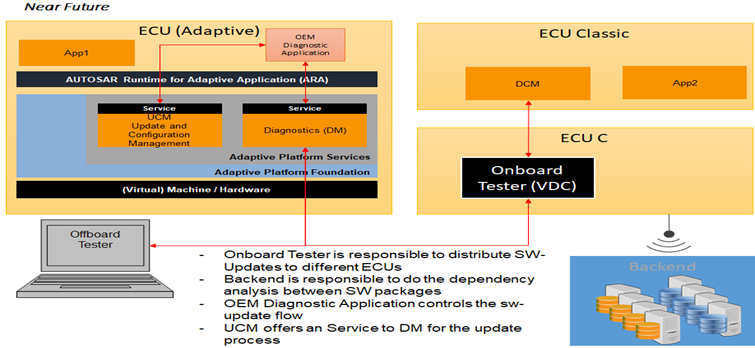 Near Future
ECU (Adaptive)
App1
OEM
Diagnostic
Application
AUTOSAR Runtime for Adaptive Application (ARA)
Service
UCM
Update and
Configuration
Management
Service
Diagnostics (DM)
Adaptive Platform Services
Adaptive Platform Foundation
(Virtual) Machine / Hardware
ECU Classic
DCM
App2
ECU C
Onboard
Tester (VDC)
Offboard
Tester
Backend
- Onboard Tester is responsible to distribute SW-
Updates to different ECUs
- Backend is responsible to do the dependency
analysis between SW packages
- OEM Diagnostic Application controls the sw-
update flow
- UCM offers an Service to DM for the update
process